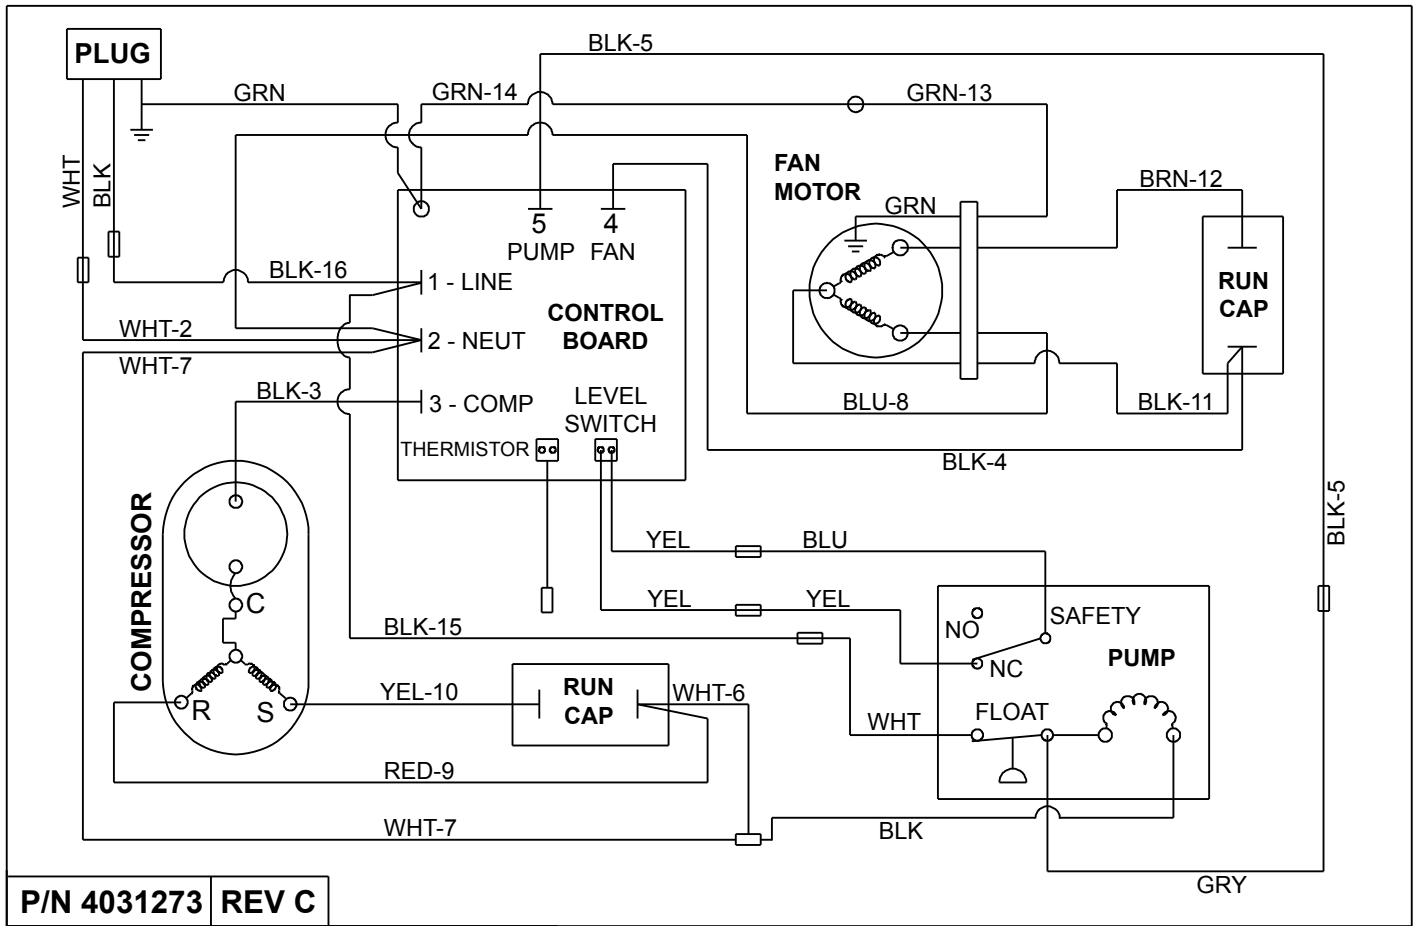 PLUG
BLK-5
GRN
GRN-14
GRN-13
WHT
BLK
FAN
MOTOR
BRN-12
GRN
5
4
PUMP
FAN
BLK-16
1 - LINE
RUN
CAP
CONTROL
BOARD
WHT-2
2 - NEUT
WHT-7
BLK-3
3 - COMP
LEVEL
SWITCH
BLU-8
BLK-11
THERMISTOR
BLK-4
COMPRESSOR
BLK-5
YEL
BLU
C
YEL
YEL
NO
SAFETY
BLK-15
NC
PUMP
R
S
YEL-10
RUN
CAP
WHT-6
WHT
FLOAT
RED-9
WHT-7
BLK
GRY
P/N 4031273
REV C